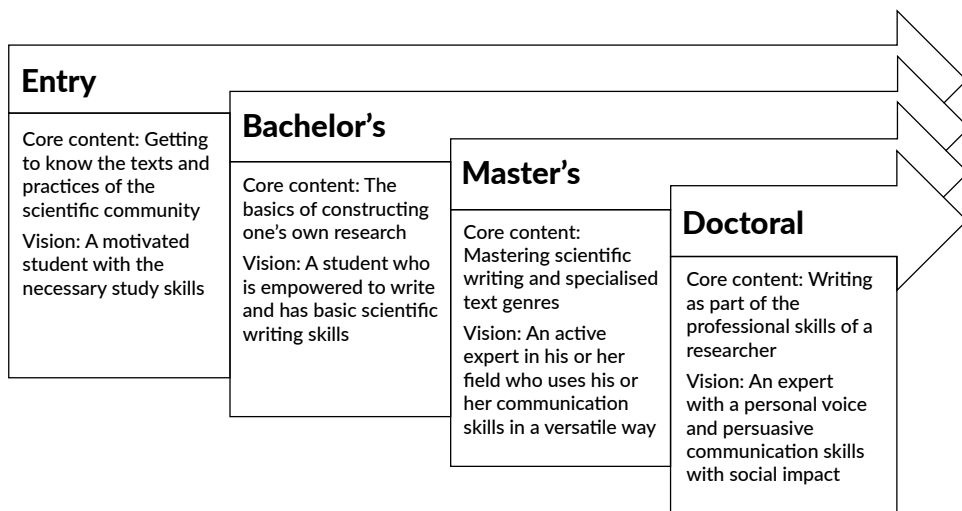 Entry
Core content: Getting
to know the texts and
practices of the
scientific community
Vision: A motivated
student with the
necessary study skills
Bachelor’s
Core content: The
basics of constructing
one’s own research
Vision: A student who
is empowered to write
and has basic scientific
writing skills
Master’s
Core content:
Mastering scientific
writing and specialised
text genres
Vision: An active
expert in his or her
field who uses his or
her communication
skills in a versatile way
Doctoral
Core content: Writing
as part of the
professional skills of a
researcher
Vision: An expert
with a personal voice
and persuasive
communication skills
with social impact